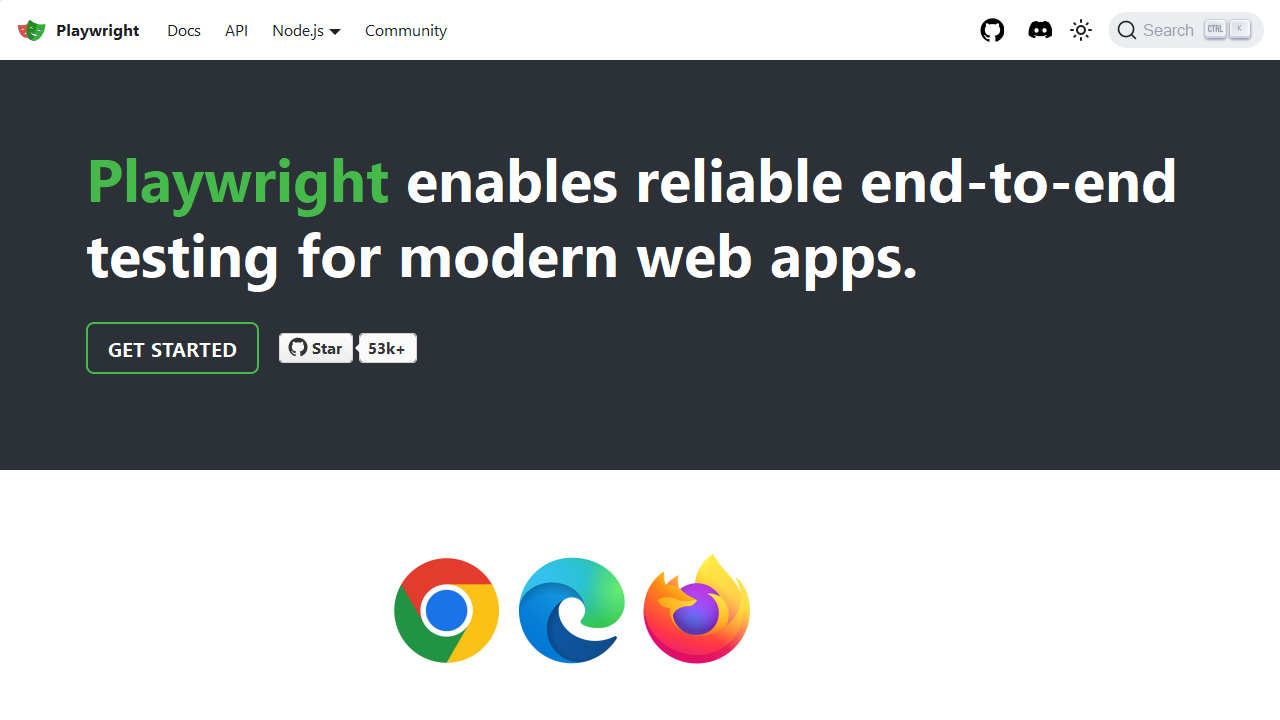 Playwright Docs API Node.js Community Search CTRL K
Playwright enables reliable end-to-end
testing for modern web apps.
GET STARTED Star 53k+